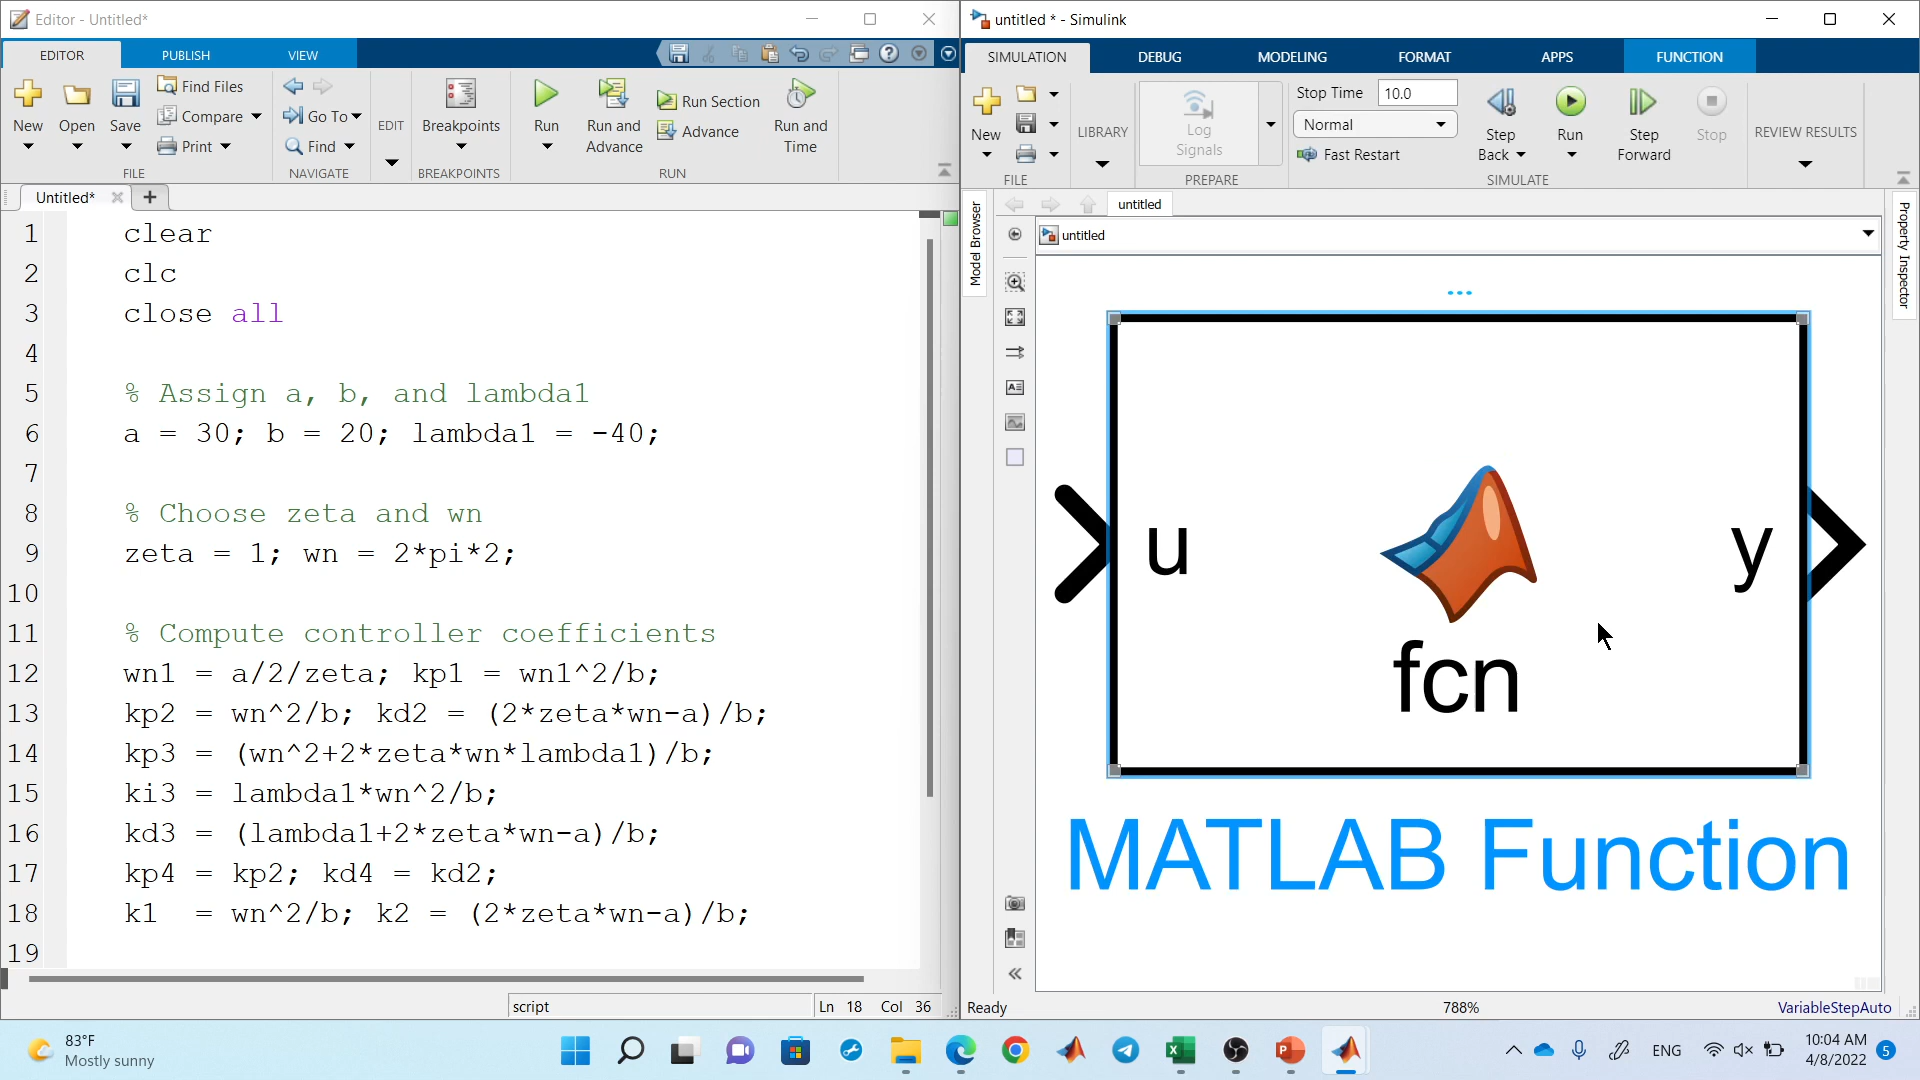 Editor - Untitled*
EDITOR PUBLISH VIEW
New Open Save
Find Files
Compare
Print
FILE
Go To
Find
NAVIGATE
EDIT
Breakpoints
BREAKPOINTS
Run
Run and Advance
Run Section
Advance
Run and Time
RUN
Untitled*
1 clear
2 clc
3 close all
4
5 % Assign a, b, and lambda1
6 a = 30; b = 20; lambda1 = -40;
7
8 % Choose zeta and wn
9 zeta = 1; wn = 2*pi*2;
10
11 % Compute controller coefficients
12 wn1 = a/2/zeta; kp1 = wn1^2/b;
13 kp2 = wn^2/b; kd2 = (2*zeta*wn-a)/b;
14 kp3 = (wn^2+2*zeta*wn*lambda1)/b;
15 ki3 = lambda1*wn^2/b;
16 kd3 = (lambda1+2*zeta*wn-a)/b;
17 kp4 = kp2; kd4 = kd2;
18 k1 = wn^2/b; k2 = (2*zeta*wn-a)/b;
19
script
Ln 18 Col 36
untitled * - Simulink
SIMULATION DEBUG MODELING FORMAT APPS FUNCTION
New
FILE
LIBRARY
Log Signals
PREPARE
Stop Time 10.0
Normal
Fast Restart
Step Back
Run
Step Forward
Stop
SIMULATE
REVIEW RESULTS
Model Browser
untitled
untitled
Property Inspector
u
y
fcn
MATLAB Function
Ready
788%
VariableStepAuto
83°F
Mostly sunny
ENG
10:04 AM
4/8/2022
5